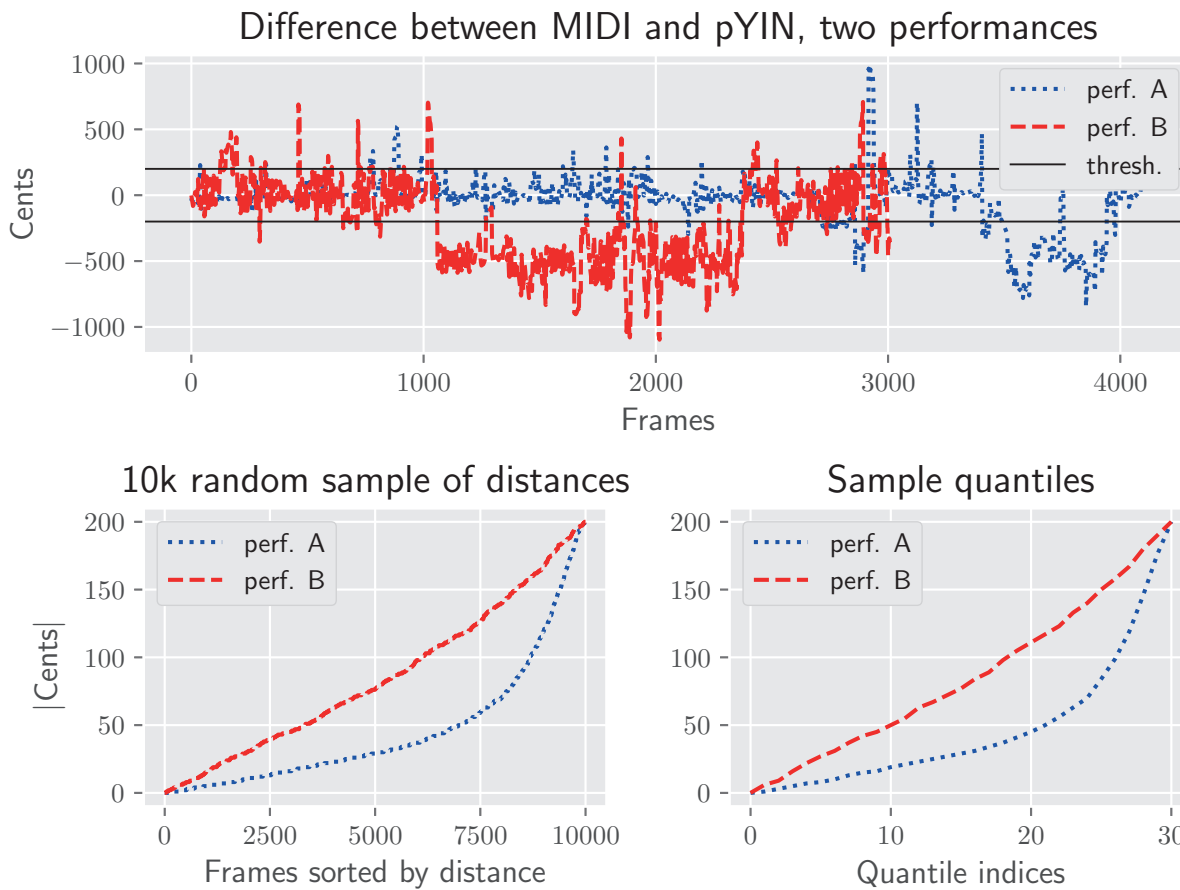 Difference between MIDI and pYIN, two performances
1000
500
0
−500
−1000
Cents
perf. A
perf. B
thresh.
0 1000 2000 3000 4000
Frames
10k random sample of distances
200
150
100
50
0
|Cents|
perf. A
perf. B
0 2500 5000 7500 10000
Frames sorted by distance
Sample quantiles
200
150
100
50
0
perf. A
perf. B
0 10 20 30
Quantile indices